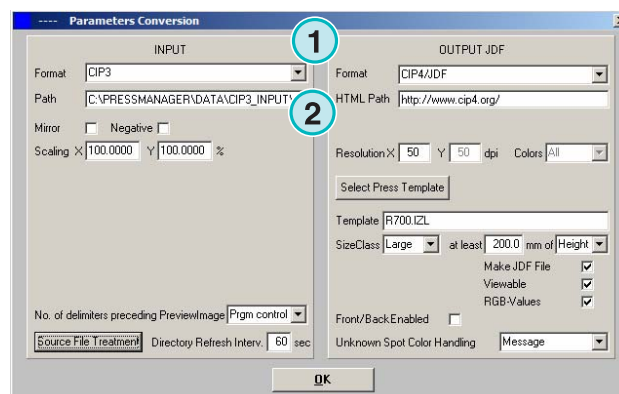 ---- Parameters Conversion
1
INPUT
Format CIP3
Path C:\PRESSMANAGER\DATA\CIP3_INPUT\
Mirror Negative
Scaling X 100.0000 Y 100.0000 %
No. of delimiters preceding PreviewImage Prgm control
Source File Treatment Directory Refresh Interv. 60 sec
OUTPUT JDF
Format CIP4/JDF
2
HTML Path http://www.cip4.org/
Resolution X 50 Y 50 dpi Colors All
Select Press Template
Template R700.IZL
SizeClass Large at least 200.0 mm of Height
Make JDF File
Viewable
RGB-Values
Front/Back Enabled
Unknown Spot Color Handling Message
OK